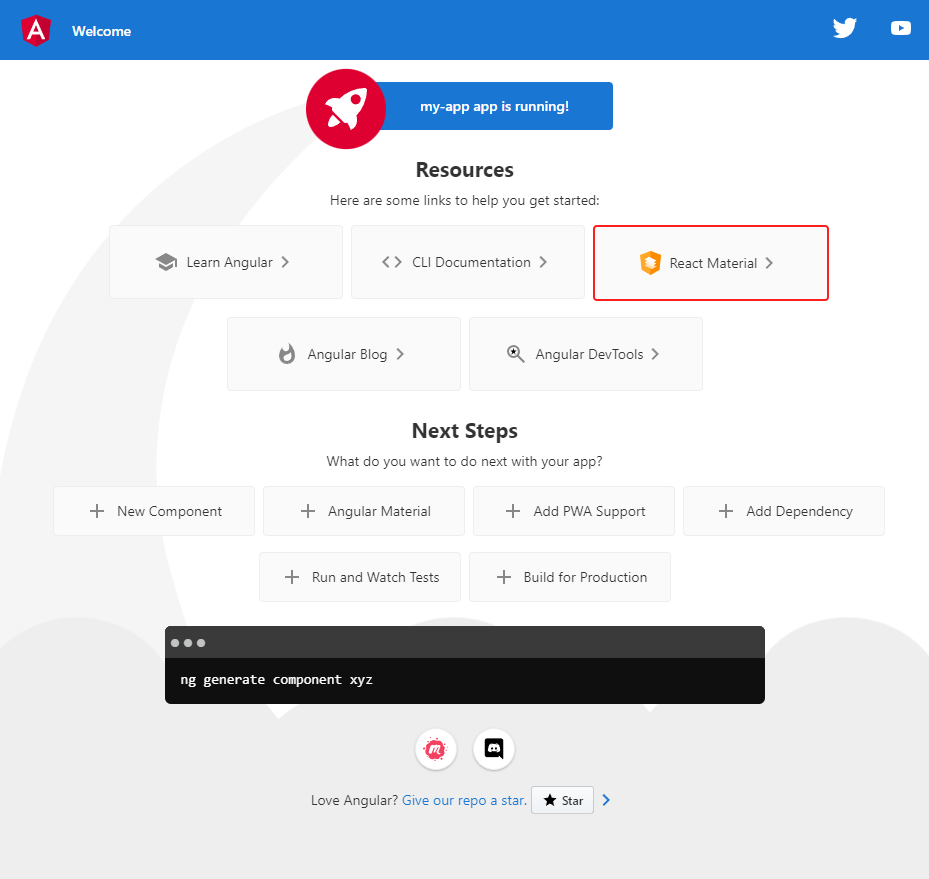 Welcome
my-app app is running!
Resources
Here are some links to help you get started:
Learn Angular
CLI Documentation
React Material
Angular Blog
Angular DevTools
Next Steps
What do you want to do next with your app?
New Component
Angular Material
Add PWA Support
Add Dependency
Run and Watch Tests
Build for Production
ng generate component xyz
Love Angular? Give our repo a star. Star